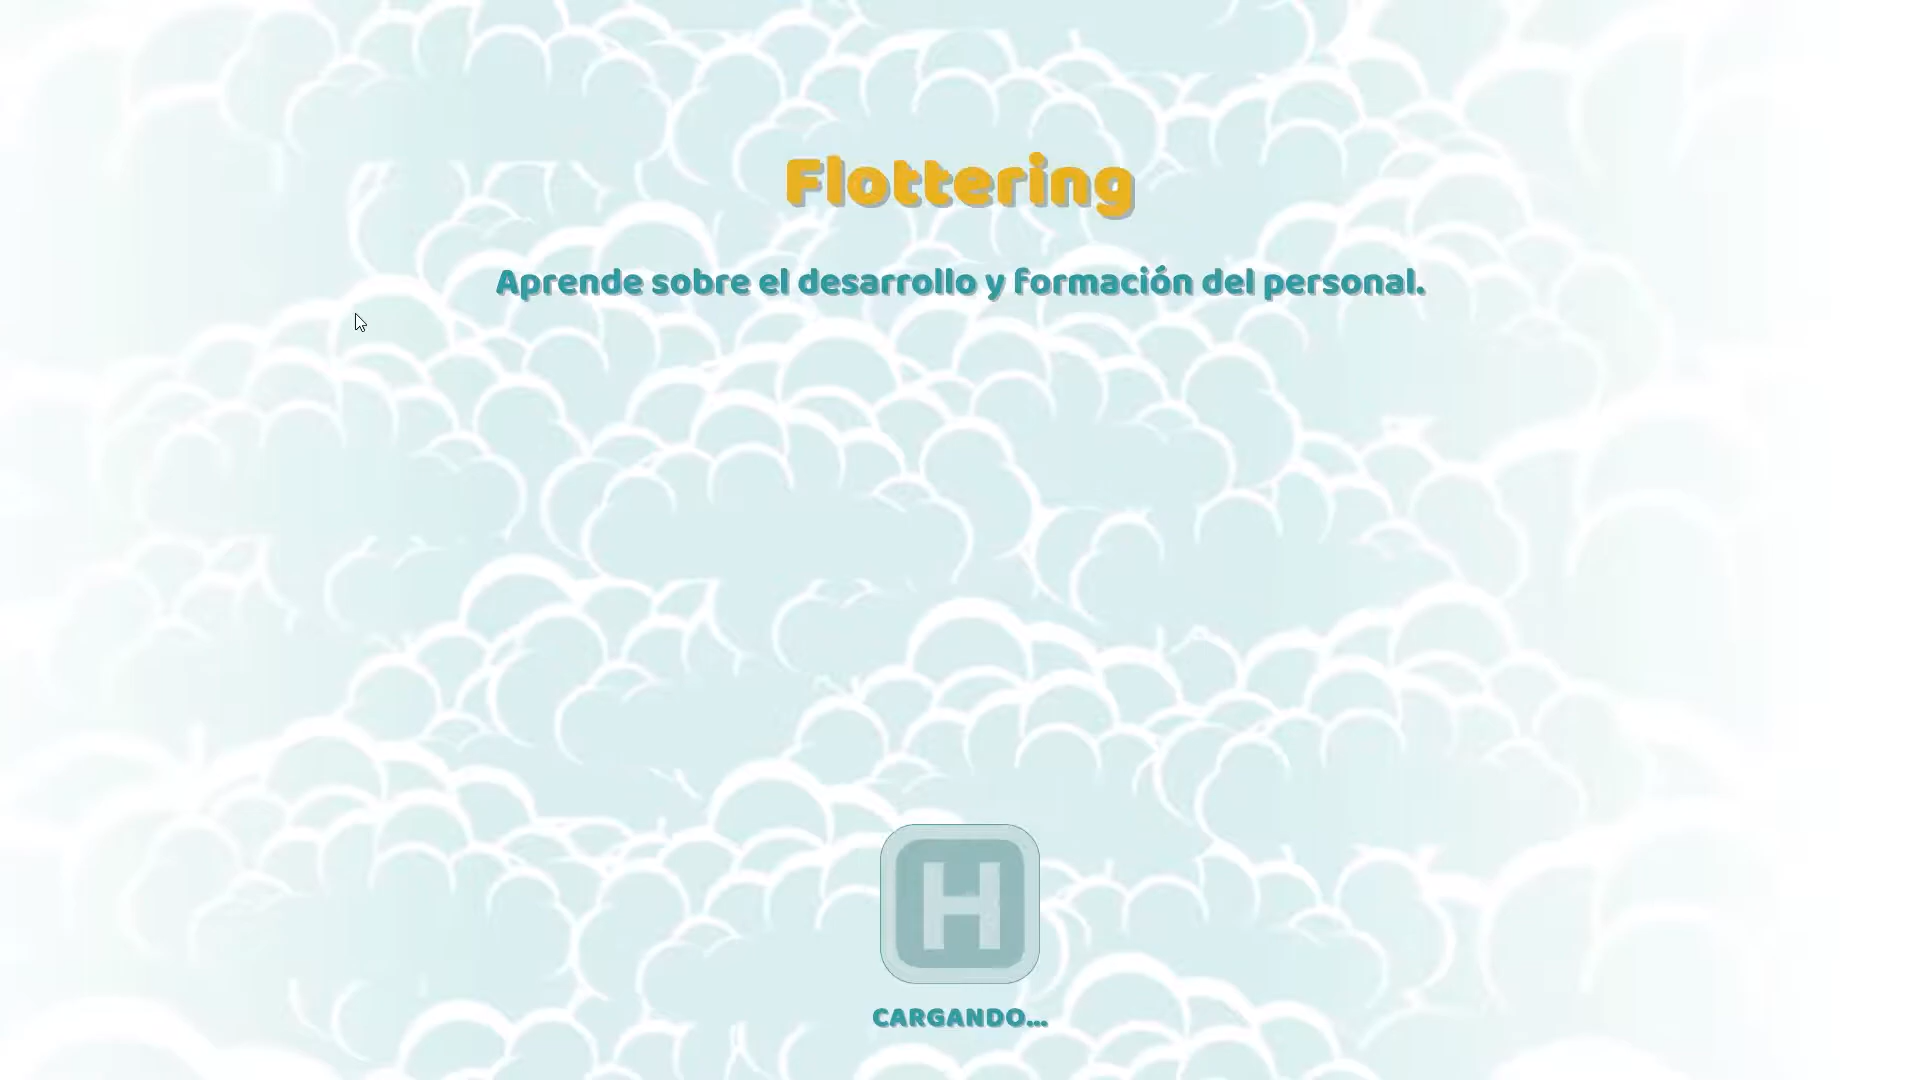 Flottering
Aprende sobre el desarrollo y formación del personal.
H
CARGANDO...